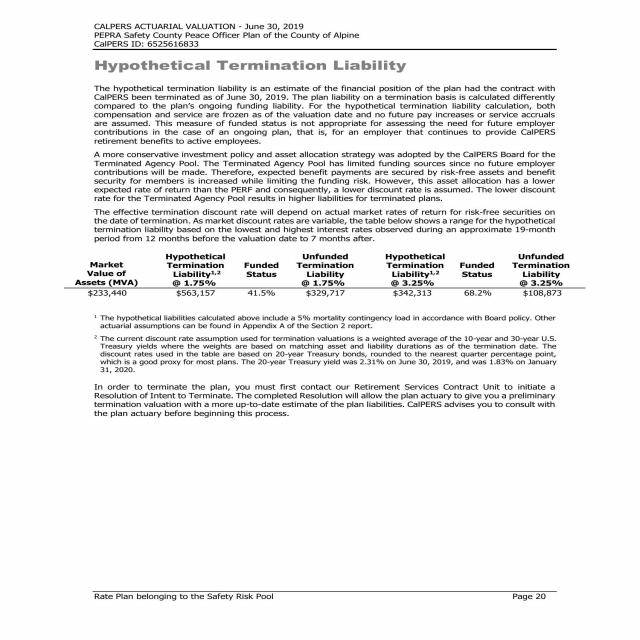 CALPERS ACTUARIAL VALUATION - June 30, 2019
PEPRA Safety County Peace Officer Plan of the County of Alpine
CalPERS ID: 6525616833
Hypothetical Termination Liability
The hypothetical termination liability is an estimate of the financial position of the plan had the contract with
CalPERS been terminated as of June 30, 2019. The plan liability on a termination basis is calculated differently
compared to the plan's ongoing funding liability. For the hypothetical termination liability calculation, both
compensation and service are frozen as of the valuation date and no future pay increases or service accruals
are assumed. This measure of funded status is not appropriate for assessing the need for future employer
contributions in the case of an ongoing plan, that is, for an employer that continues to provide CalPERS
retirement benefits to active employees.
A more conservative investment policy and asset allocation strategy was adopted by the CalPERS Board for the
Terminated Agency Pool. The Terminated Agency Pool has limited funding sources since no future employer
contributions will be made. Therefore, expected benefit payments are secured by risk-free assets and benefit
security for members is increased while limiting the funding risk. However, this asset allocation has a lower
expected rate of return than the PERF and consequently, a lower discount rate is assumed. The lower discount
rate for the Terminated Agency Pool results in higher liabilities for terminated plans.
The effective termination discount rate will depend on actual market rates of return for risk-free securities on
the date of termination. As market discount rates are variable, the table below shows a range for the hypothetical
termination liability based on the lowest and highest interest rates observed during an approximate 19-month
period from 12 months before the valuation date to 7 months after.
Market Value of Assets (MVA) Hypothetical Termination Liability1,2 @ 1.75% Funded Status Unfunded Termination Liability @ 1.75% Hypothetical Termination Liability1,2 @ 3.25% Funded Status Unfunded Termination Liability @ 3.25%
$233,440 $563,157 41.5% $329,717 $342,313 68.2% $108,873
1 The hypothetical liabilities calculated above include a 5% mortality contingency load in accordance with Board policy. Other
actuarial assumptions can be found in Appendix A of the Section 2 report.
2 The current discount rate assumption used for termination valuations is a weighted average of the 10-year and 30-year U.S.
Treasury yields where the weights are based on matching asset and liability durations as of the termination date. The
discount rates used in the table are based on 20-year Treasury bonds, rounded to the nearest quarter percentage point,
which is a good proxy for most plans. The 20-year Treasury yield was 2.31% on June 30, 2019, and was 1.83% on January
31, 2020.
In order to terminate the plan, you must first contact our Retirement Services Contract Unit to initiate a
Resolution of Intent to Terminate. The completed Resolution will allow the plan actuary to give you a preliminary
termination valuation with a more up-to-date estimate of the plan liabilities. CalPERS advises you to consult with
the plan actuary before beginning this process.
Rate Plan belonging to the Safety Risk Pool Page 20